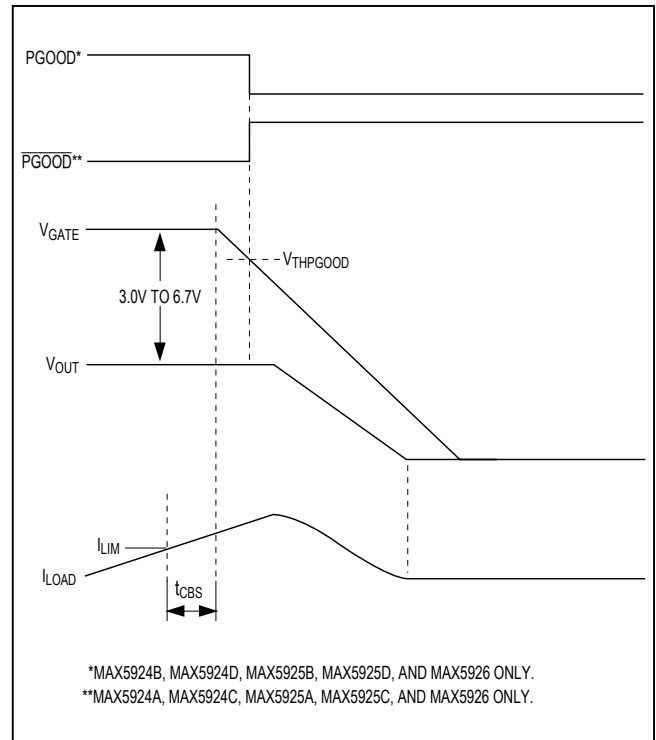 PGOOD*
PGOOD**
VGATE
VTHPGOOD
3.0V TO 6.7V
VOUT
ILIM
ILOAD
tCBS
*MAX5924B, MAX5924D, MAX5925B, MAX5925D, AND MAX5926 ONLY.
**MAX5924A, MAX5924C, MAX5925A, MAX5925C, AND MAX5926 ONLY.